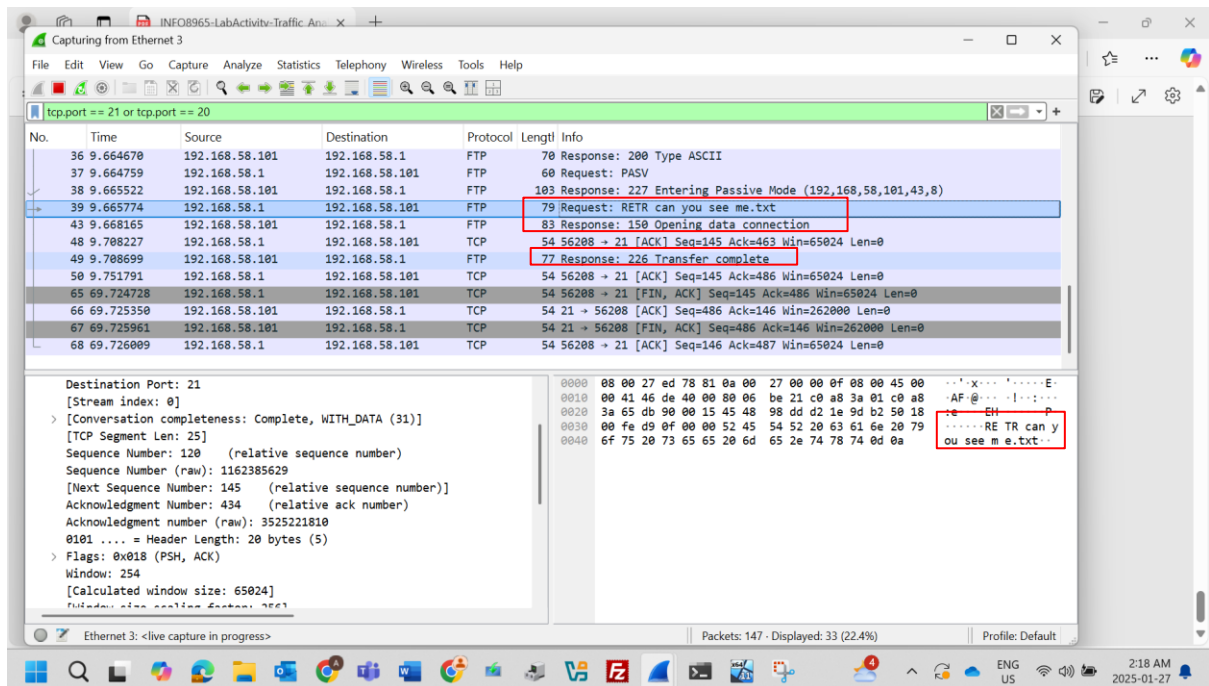 INFO8965-LabActivity-Traffic Ana
Capturing from Ethernet 3
File Edit View Go Capture Analyze Statistics Telephony Wireless Tools Help
tcp.port == 21 or tcp.port == 20
No. Time Source Destination Protocol Lengtl Info
36 9.664670 192.168.58.101 192.168.58.1 FTP 70 Response: 200 Type ASCII
37 9.664759 192.168.58.1 192.168.58.101 FTP 60 Request: PASV
38 9.665522 192.168.58.101 192.168.58.1 FTP 103 Response: 227 Entering Passive Mode (192,168,58,101,43,8)
39 9.665774 192.168.58.1 192.168.58.101 FTP 79 Request: RETR can you see me.txt
43 9.668165 192.168.58.101 192.168.58.1 FTP 83 Response: 150 Opening data connection
48 9.708227 192.168.58.1 192.168.58.101 TCP 54 56208 → 21 [ACK] Seq=145 Ack=463 Win=65024 Len=0
49 9.708699 192.168.58.101 192.168.58.1 FTP 77 Response: 226 Transfer complete
50 9.751791 192.168.58.1 192.168.58.101 TCP 54 56208 → 21 [ACK] Seq=145 Ack=486 Win=65024 Len=0
65 69.724728 192.168.58.1 192.168.58.101 TCP 54 56208 → 21 [FIN, ACK] Seq=145 Ack=486 Win=65024 Len=0
66 69.725350 192.168.58.101 192.168.58.1 TCP 54 21 → 56208 [ACK] Seq=486 Ack=146 Win=262000 Len=0
67 69.725961 192.168.58.101 192.168.58.1 TCP 54 21 → 56208 [FIN, ACK] Seq=486 Ack=146 Win=262000 Len=0
68 69.726009 192.168.58.1 192.168.58.101 TCP 54 56208 → 21 [ACK] Seq=146 Ack=487 Win=65024 Len=0
Destination Port: 21
[Stream index: 0]
[Conversation completeness: Complete, WITH_DATA (31)]
[TCP Segment Len: 25]
Sequence Number: 120 (relative sequence number)
Sequence Number (raw): 1162385629
[Next Sequence Number: 145 (relative sequence number)]
Acknowledgment Number: 434 (relative ack number)
Acknowledgment number (raw): 3525221810
0101 .... = Header Length: 20 bytes (5)
Flags: 0x018 (PSH, ACK)
Window: 254
[Calculated window size: 65024]
[Window size scaling factor: 256]
0000 08 00 27 ed 78 81 0a 00 27 00 00 0f 08 00 45 00 ··'·x··· '·····E·
0010 00 41 46 de 40 00 80 06 be 21 c0 a8 3a 01 c0 a8 ·AF·@··· ·!··:···
0020 3a 65 db 90 00 15 45 48 98 dd d2 1e 9d b2 50 18 :e····EH ······P·
0030 00 fe d9 0f 00 00 52 45 54 52 20 63 61 6e 20 79 ······RE TR can y
0040 6f 75 20 73 65 65 20 6d 65 2e 74 78 74 0d 0a ou see m e.txt··
Ethernet 3: <live capture in progress>
Packets: 147 · Displayed: 33 (22.4%)
Profile: Default
ENG
US
2:18 AM
2025-01-27